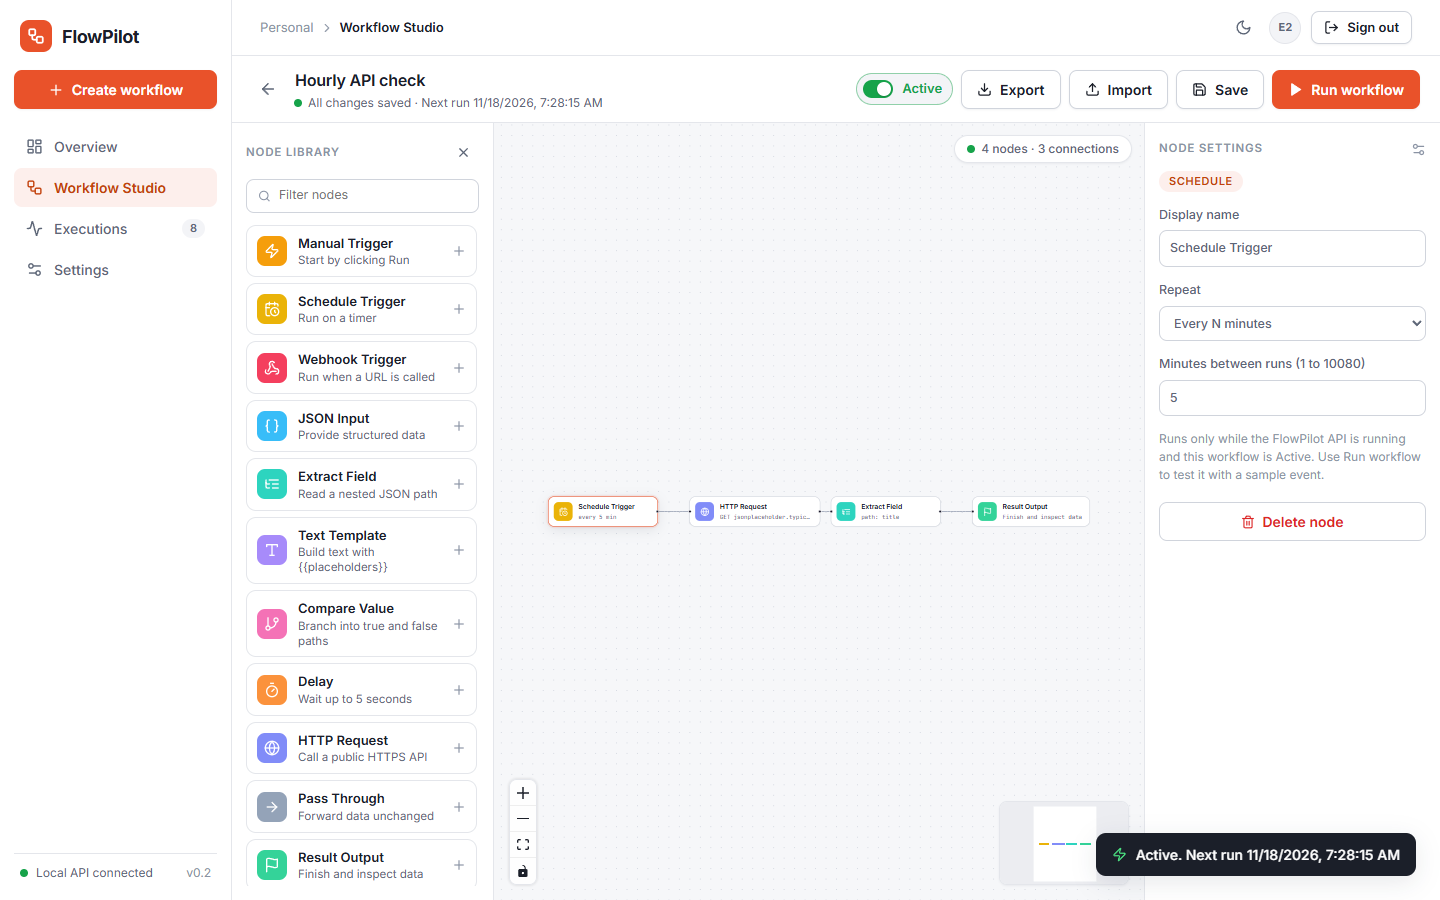 FlowPilot
Create workflow
Overview
Workflow Studio
Executions 8
Settings
Local API connected v0.2
Personal > Workflow Studio
E2
Sign out
Hourly API check
All changes saved · Next run 11/18/2026, 7:28:15 AM
Active
Export
Import
Save
Run workflow
NODE LIBRARY
Filter nodes
Manual Trigger
Start by clicking Run
Schedule Trigger
Run on a timer
Webhook Trigger
Run when a URL is called
JSON Input
Provide structured data
Extract Field
Read a nested JSON path
Text Template
Build text with
{{placeholders}}
Compare Value
Branch into true and false
paths
Delay
Wait up to 5 seconds
HTTP Request
Call a public HTTPS API
Pass Through
Forward data unchanged
Result Output
Finish and inspect data
4 nodes · 3 connections
Schedule Trigger
every 5 min
HTTP Request
GET jsonplaceholder.typic…
Extract Field
path: title
Result Output
Finish and inspect data
NODE SETTINGS
SCHEDULE
Display name
Schedule Trigger
Repeat
Every N minutes
Minutes between runs (1 to 10080)
5
Runs only while the FlowPilot API is running
and this workflow is Active. Use Run workflow
to test it with a sample event.
Delete node
Active. Next run 11/18/2026, 7:28:15 AM